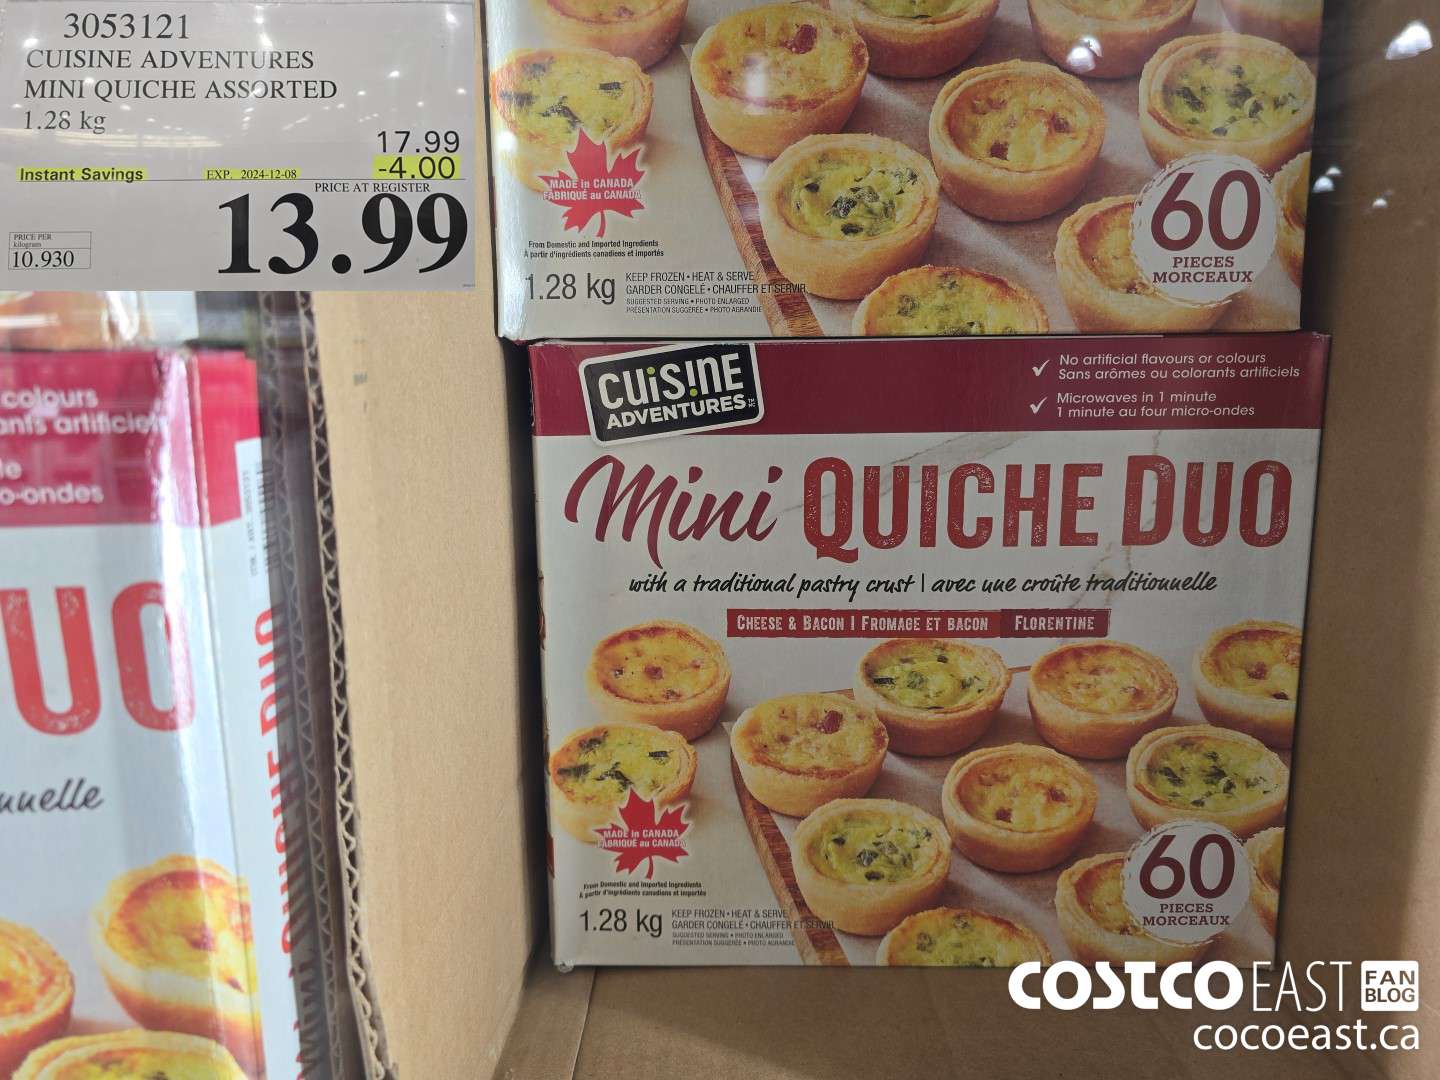 3053121
CUISINE ADVENTURES
MINI QUICHE ASSORTED
1.28 kg
17.99
Instant Savings EXP. 2024-12-08 -4.00
PRICE AT REGISTER
13.99
PRICE PER
kilogram
10.930
MADE in CANADA
FABRIQUÉ au CANADA
From Domestic and Imported Ingredients
À partir d'ingrédients canadiens et importés
1.28 kg
KEEP FROZEN • HEAT & SERVE
GARDER CONGELÉ • CHAUFFER ET SERVIR
SUGGESTED SERVING • PHOTO ENLARGED
PRÉSENTATION SUGGÉRÉE • PHOTO AGRANDIE
60
PIECES
MORCEAUX
CUiS!NE
ADVENTURES
No artificial flavours or colours
Sans arômes ou colorants artificiels
Microwaves in 1 minute
1 minute au four micro-ondes
Mini QUICHE DUO
with a traditional pastry crust | avec une croûte traditionnelle
CHEESE & BACON | FROMAGE ET BACON FLORENTINE
MADE in CANADA
FABRIQUÉ au CANADA
From Domestic and Imported Ingredients
À partir d'ingrédients canadiens et importés
1.28 kg
KEEP FROZEN • HEAT & SERVE
GARDER CONGELÉ • CHAUFFER ET SERVIR
SUGGESTED SERVING • PHOTO ENLARGED
PRÉSENTATION SUGGÉRÉE • PHOTO AGRANDIE
60
PIECES
MORCEAUX
colours
artificiel
o-ondes
UO
nnelle
QUICHE DUO
COSTCO EAST FAN BLOG
cocoeast.ca